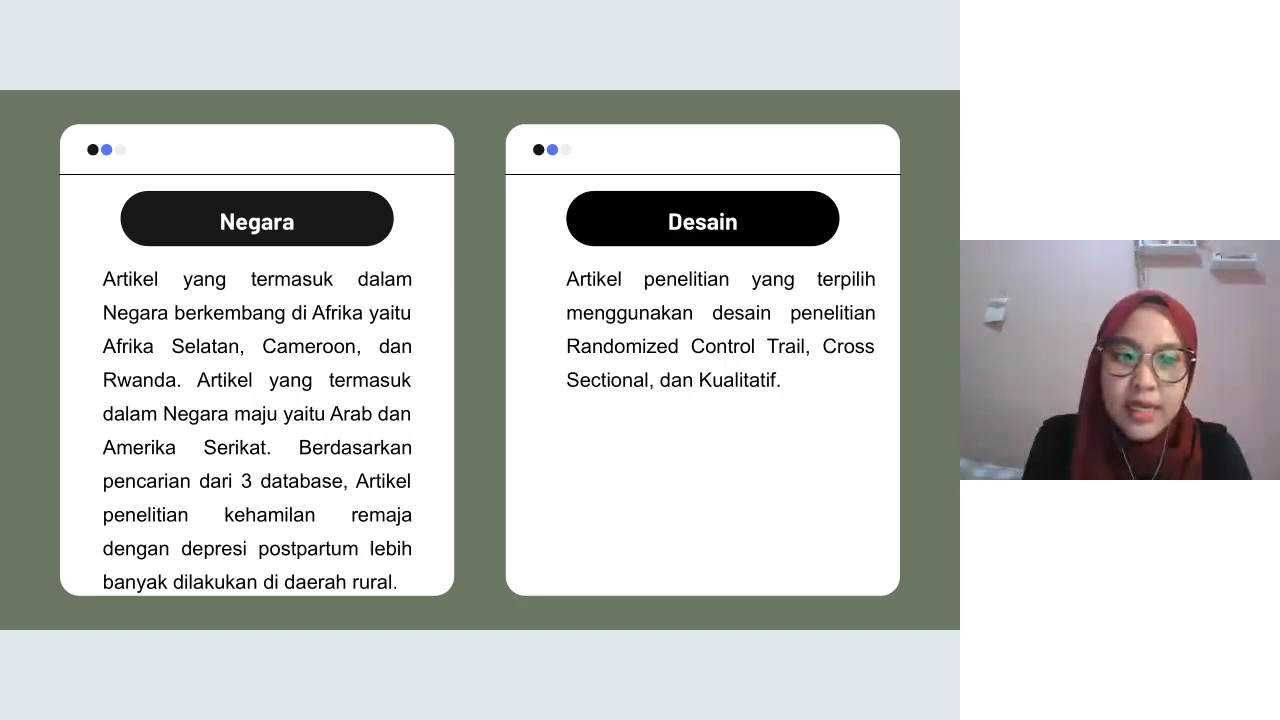 Negara
Artikel yang termasuk dalam
Negara berkembang di Afrika yaitu
Afrika Selatan, Cameroon, dan
Rwanda. Artikel yang termasuk
dalam Negara maju yaitu Arab dan
Amerika Serikat. Berdasarkan
pencarian dari 3 database, Artikel
penelitian kehamilan remaja
dengan depresi postpartum lebih
banyak dilakukan di daerah rural.
Desain
Artikel penelitian yang terpilih
menggunakan desain penelitian
Randomized Control Trail, Cross
Sectional, dan Kualitatif.